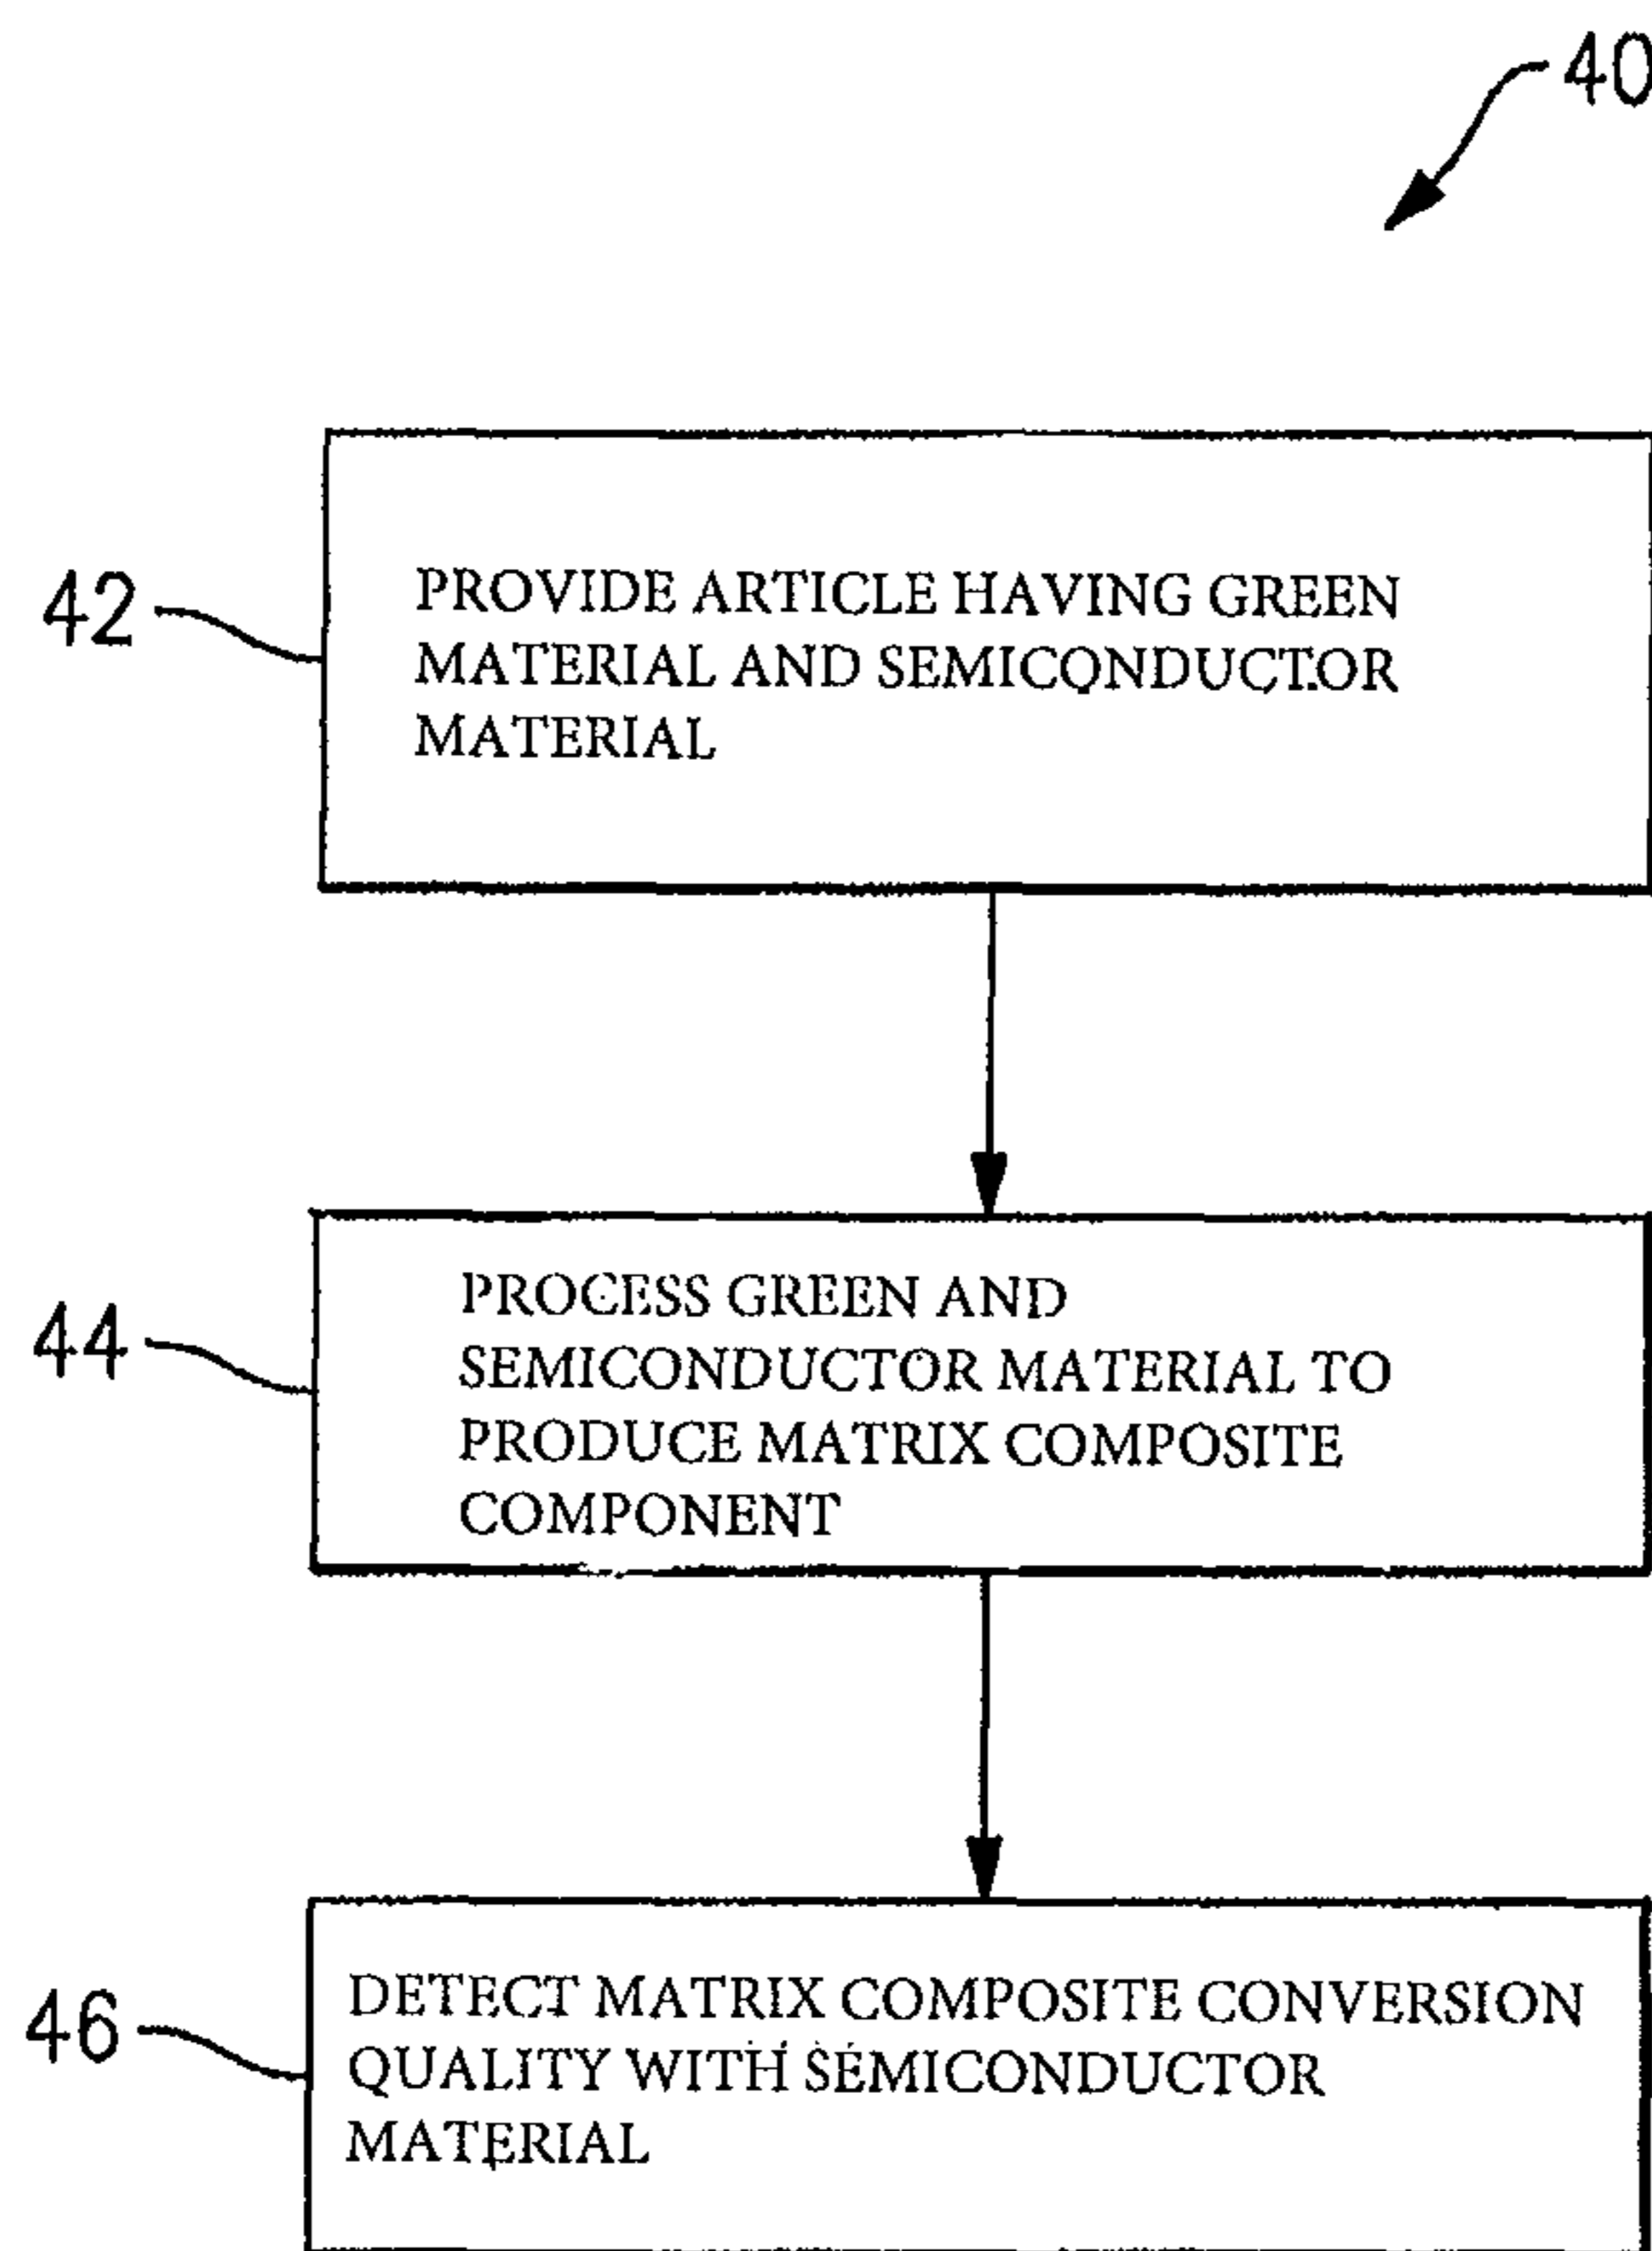 40
42
PROVIDE ARTICLE HAVING GREEN
MATERIAL AND SEMICONDUCTOR
MATERIAL
44
PROCESS GREEN AND
SEMICONDUCTOR MATERIAL TO
PRODUCE MATRIX COMPOSITE
COMPONENT
46
DETECT MATRIX COMPOSITE CONVERSION
QUALITY WITH SEMICONDUCTOR
MATERIAL